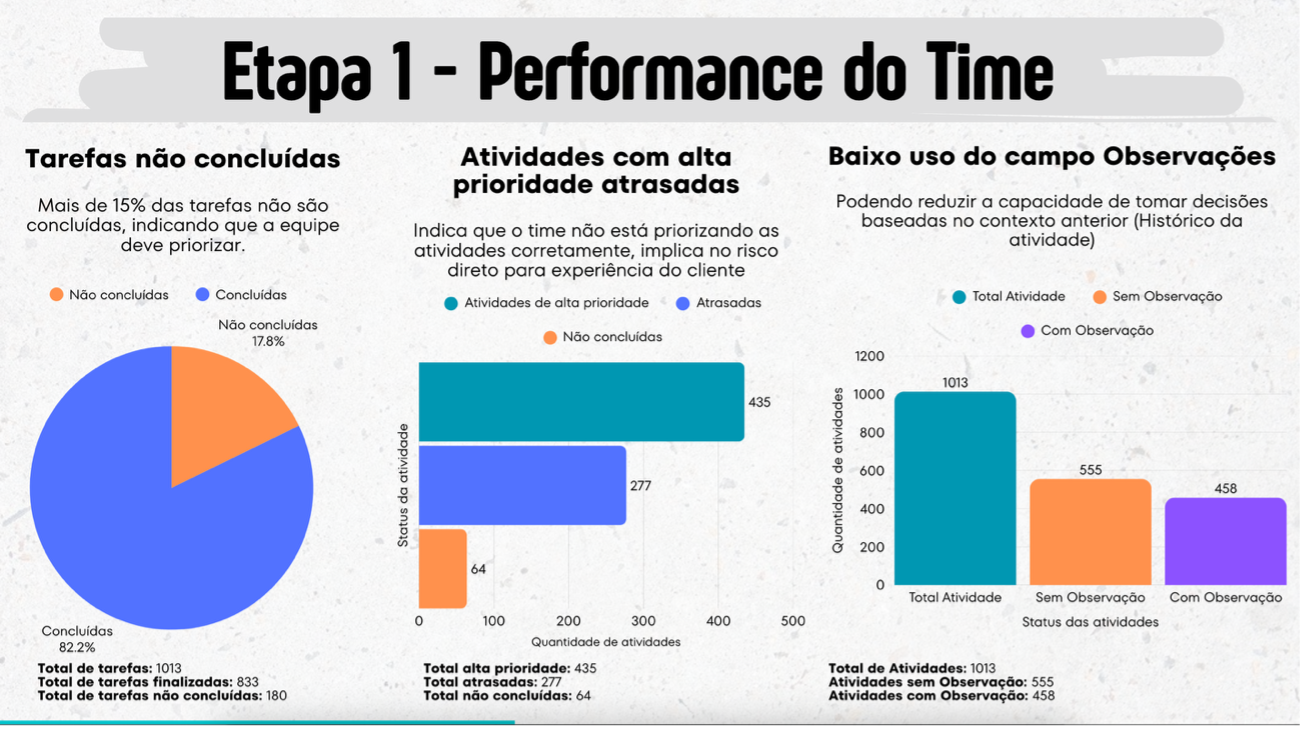 Etapa 1 - Performance do Time
Tarefas não concluídas
Mais de 15% das tarefas não são
concluídas, indicando que a equipe
deve priorizar.
Não concluídas
Concluídas
Não concluídas
17.8%
Concluídas
82.2%
Total de tarefas: 1013
Total de tarefas finalizadas: 833
Total de tarefas não concluídas: 180
Atividades com alta
prioridade atrasadas
Indica que o time não está priorizando as
atividades corretamente, implica no risco
direto para experiência do cliente
Atividades de alta prioridade
Atrasadas
Não concluídas
Status da atividade
435
277
64
0 100 200 300 400 500
Quantidade de atividades
Total alta prioridade: 435
Total atrasadas: 277
Total não concluídas: 64
Baixo uso do campo Observações
Podendo reduzir a capacidade de tomar decisões
baseadas no contexto anterior (Histórico da
atividade)
Total Atividade
Sem Observação
Com Observação
Quantidade de atividades
1200
1000
800
600
400
200
0
1013
555
458
Total Atividade Sem Observação Com Observação
Status das atividades
Total de Atividades: 1013
Atividades sem Observação: 555
Atividades com Observação: 458